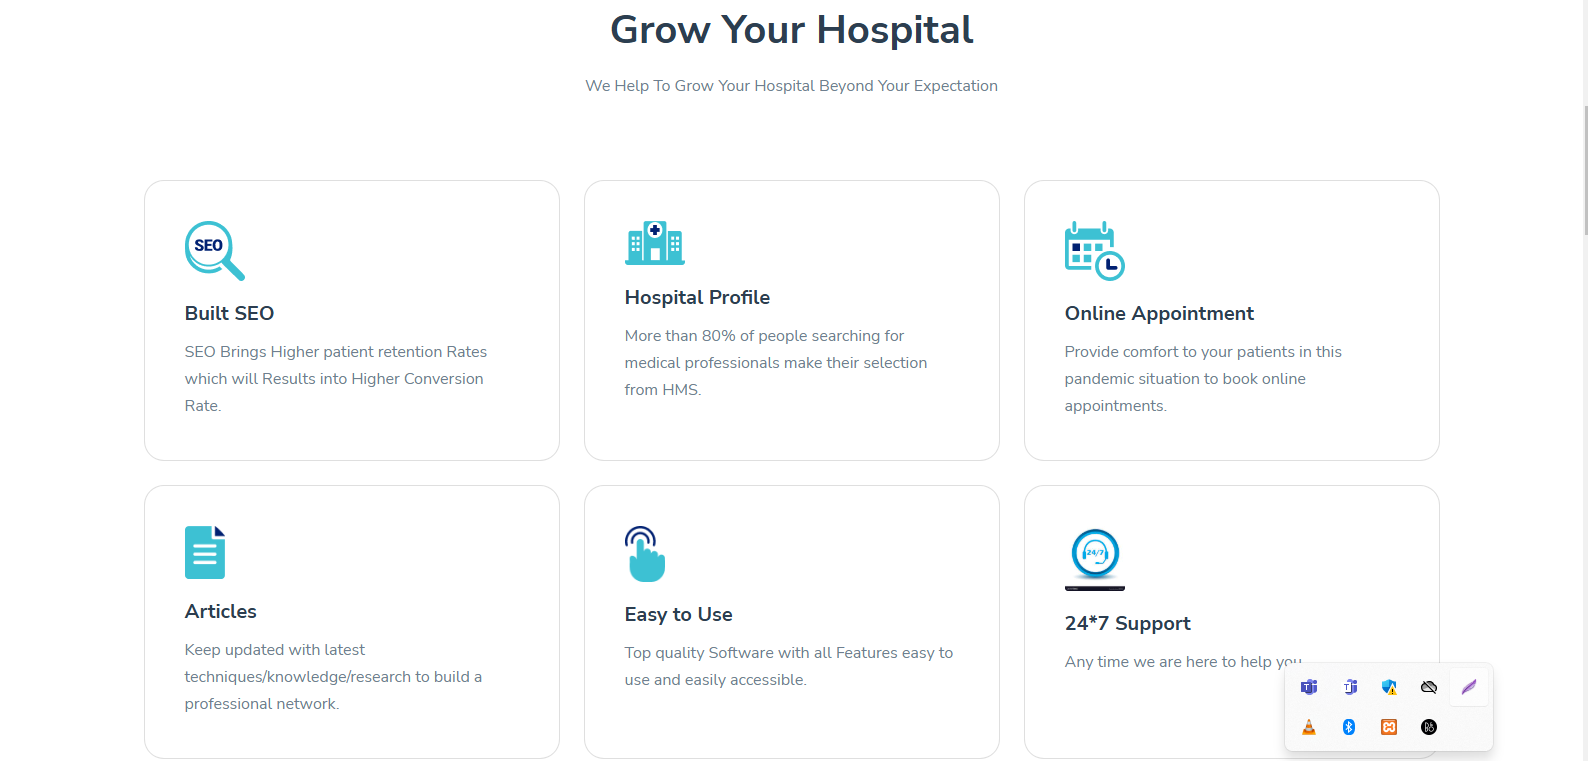 Grow Your Hospital
We Help To Grow Your Hospital Beyond Your Expectation
SEO
Built SEO
SEO Brings Higher patient retention Rates
which will Results into Higher Conversion
Rate.
Hospital Profile
More than 80% of people searching for
medical professionals make their selection
from HMS.
Online Appointment
Provide comfort to your patients in this
pandemic situation to book online
appointments.
Articles
Keep updated with latest
techniques/knowledge/research to build a
professional network.
Easy to Use
Top quality Software with all Features easy to
use and easily accessible.
24/7
24*7 Support
Any time we are here to help you